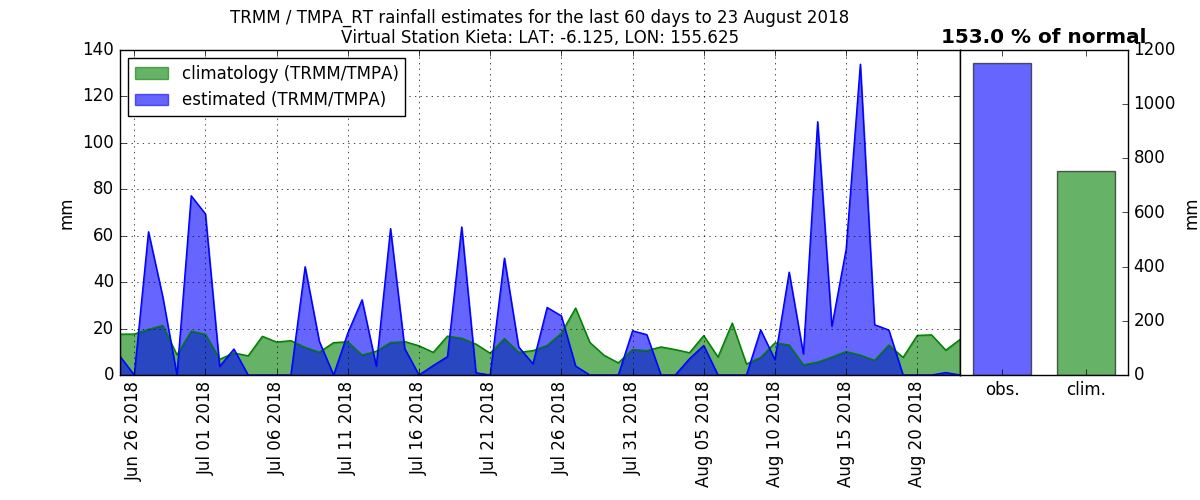 TRMM / TMPA_RT rainfall estimates for the last 60 days to 23 August 2018
Virtual Station Kieta: LAT: -6.125, LON: 155.625
153.0 % of normal
climatology (TRMM/TMPA)
estimated (TRMM/TMPA)
mm
140
120
100
80
60
40
20
0
Jun 26 2018
Jul 01 2018
Jul 06 2018
Jul 11 2018
Jul 16 2018
Jul 21 2018
Jul 26 2018
Jul 31 2018
Aug 05 2018
Aug 10 2018
Aug 15 2018
Aug 20 2018
1200
1000
800
600
400
200
0
mm
obs.
clim.